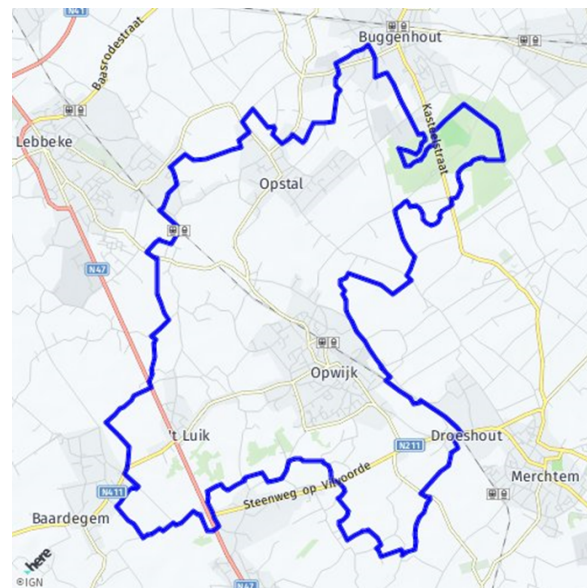 N41
Baasrodestraat
Buggenhout
Lebbeke
Kasteelstraat
Opstal
N47
Opwijk
't Luik
N211
Droeshout
Merchtem
Steenweg op Vilvoorde
N411
Baardegem
here
©IGN
N47